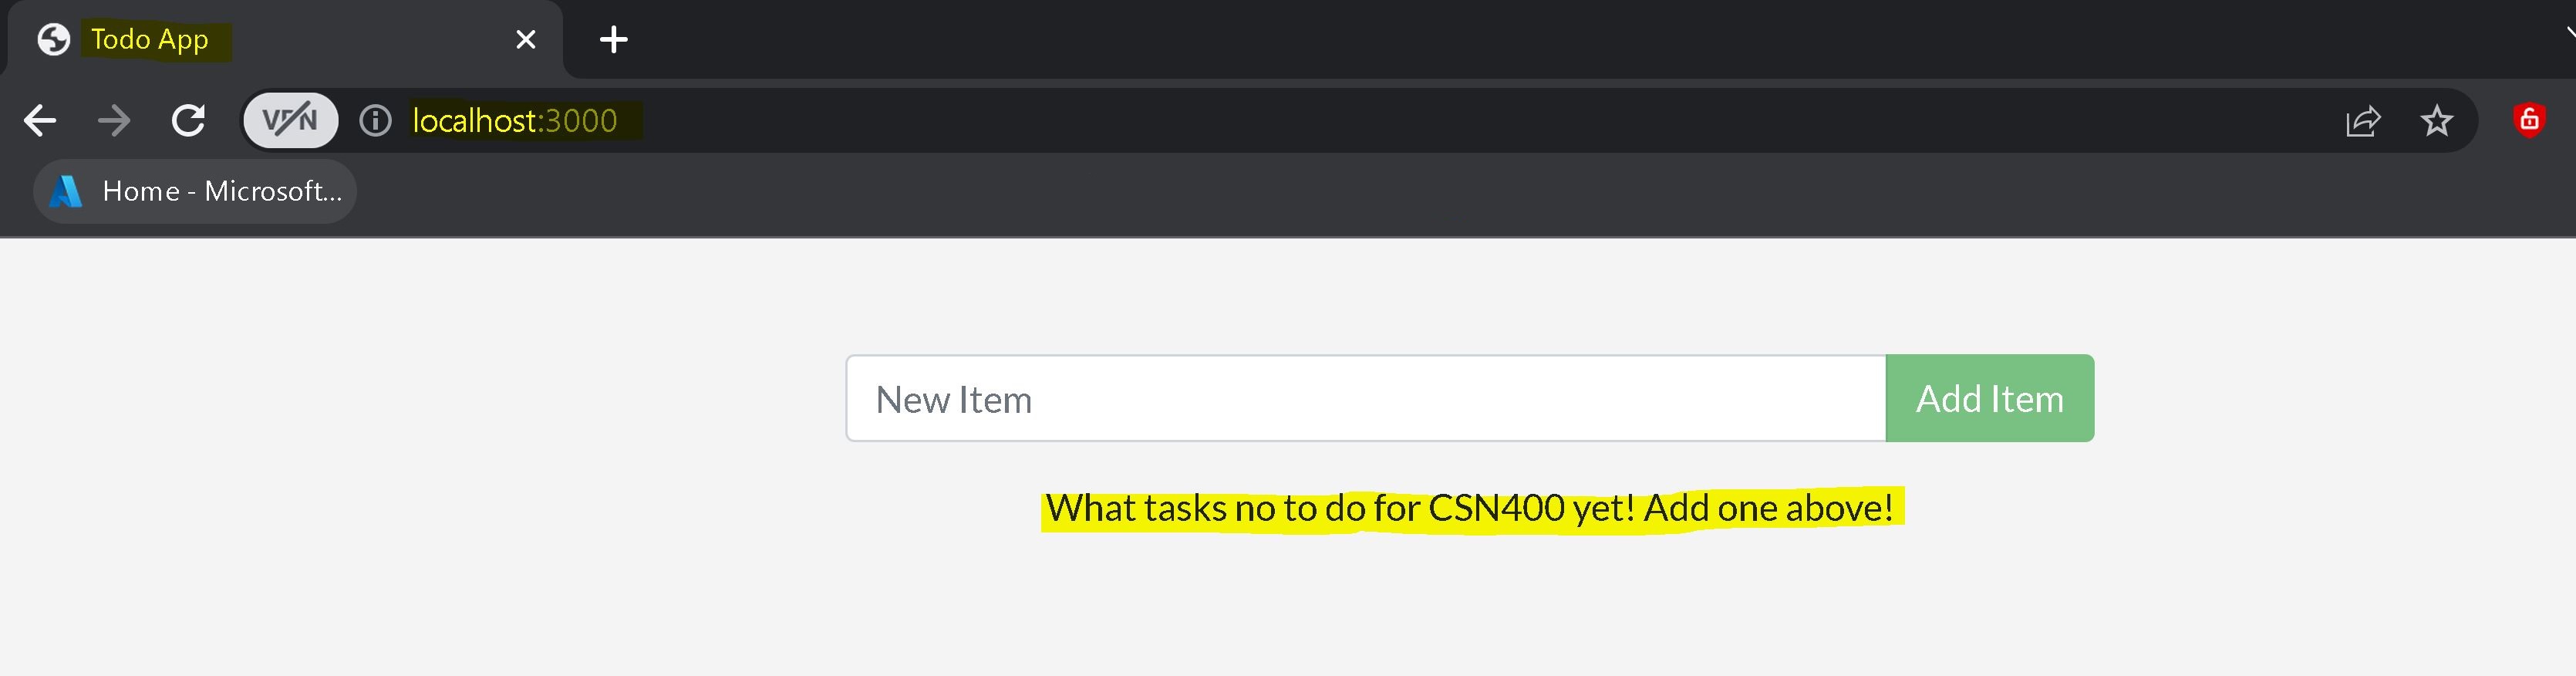 Todo App
VPN
localhost:3000
Home - Microsoft...
New Item
Add Item
What tasks no to do for CSN400 yet! Add one above!